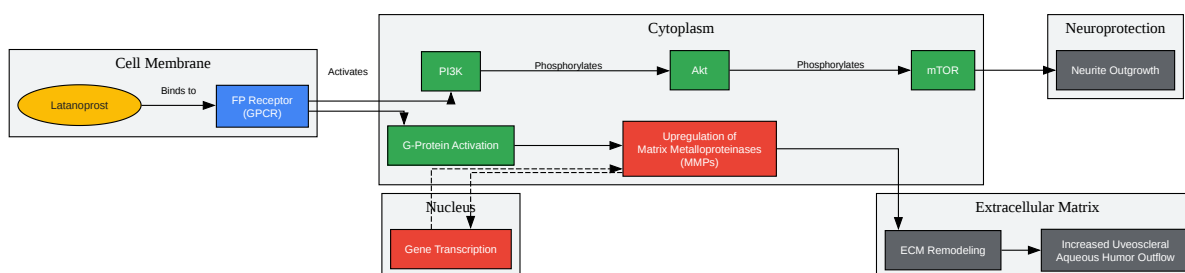 Cell Membrane
Latanoprost
Binds to
FP Receptor
(GPCR)
Activates
Cytoplasm
PI3K
Phosphorylates
Akt
Phosphorylates
mTOR
G-Protein Activation
Upregulation of
Matrix Metalloproteinases
(MMPs)
Neuroprotection
Neurite Outgrowth
Nucleus
Gene Transcription
Extracellular Matrix
ECM Remodeling
Increased Uveoscleral
Aqueous Humor Outflow